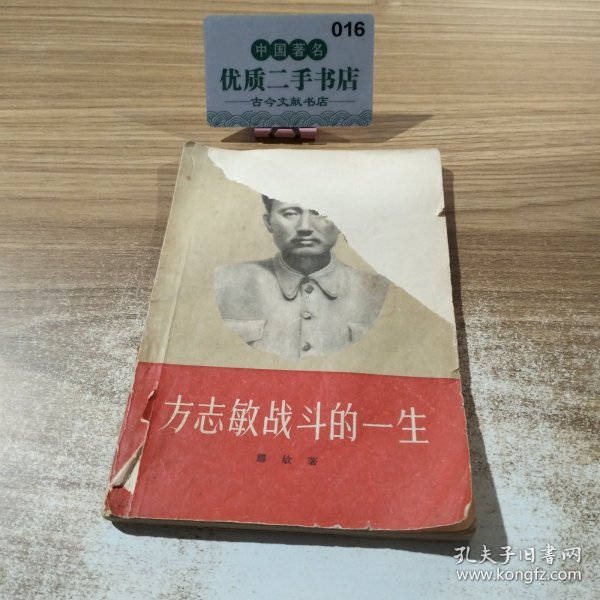 016
中国著名
优质二手书店
古今文献书店
方志敏战斗的一生
缪敏 著
孔夫子旧书网
www.kongfz.com